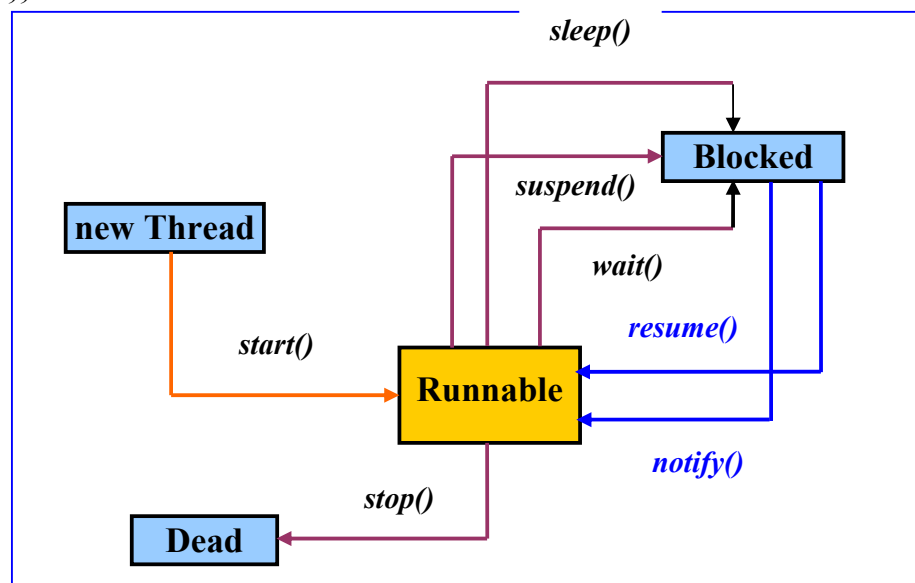 ,,
sleep()
Blocked
suspend()
new Thread
wait()
resume()
start()
Runnable
notify()
stop()
Dead